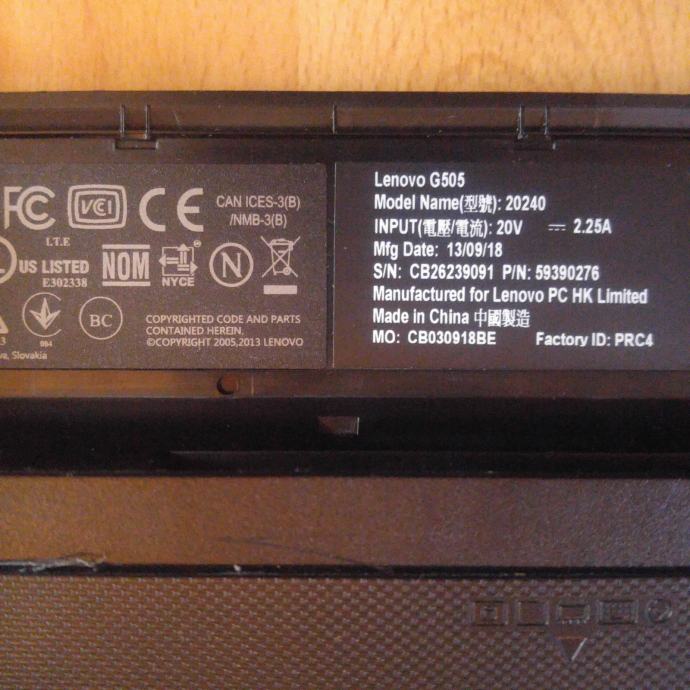 FC VCCI CE CAN ICES-3(B)
/NMB-3(B)
L.T.E
US LISTED
E302338
NOM
NYCE
N
BC
COPYRIGHTED CODE AND PARTS
CONTAINED HEREIN.
©COPYRIGHT 2005,2013 LENOVO
Slovakia
Lenovo G505
Model Name(型號): 20240
INPUT(電壓/電流): 20V ⎓ 2.25A
Mfg Date: 13/09/18
S/N: CB26239091 P/N: 59390276
Manufactured for Lenovo PC HK Limited
Made in China 中國製造
MO: CB030918BE Factory ID: PRC4